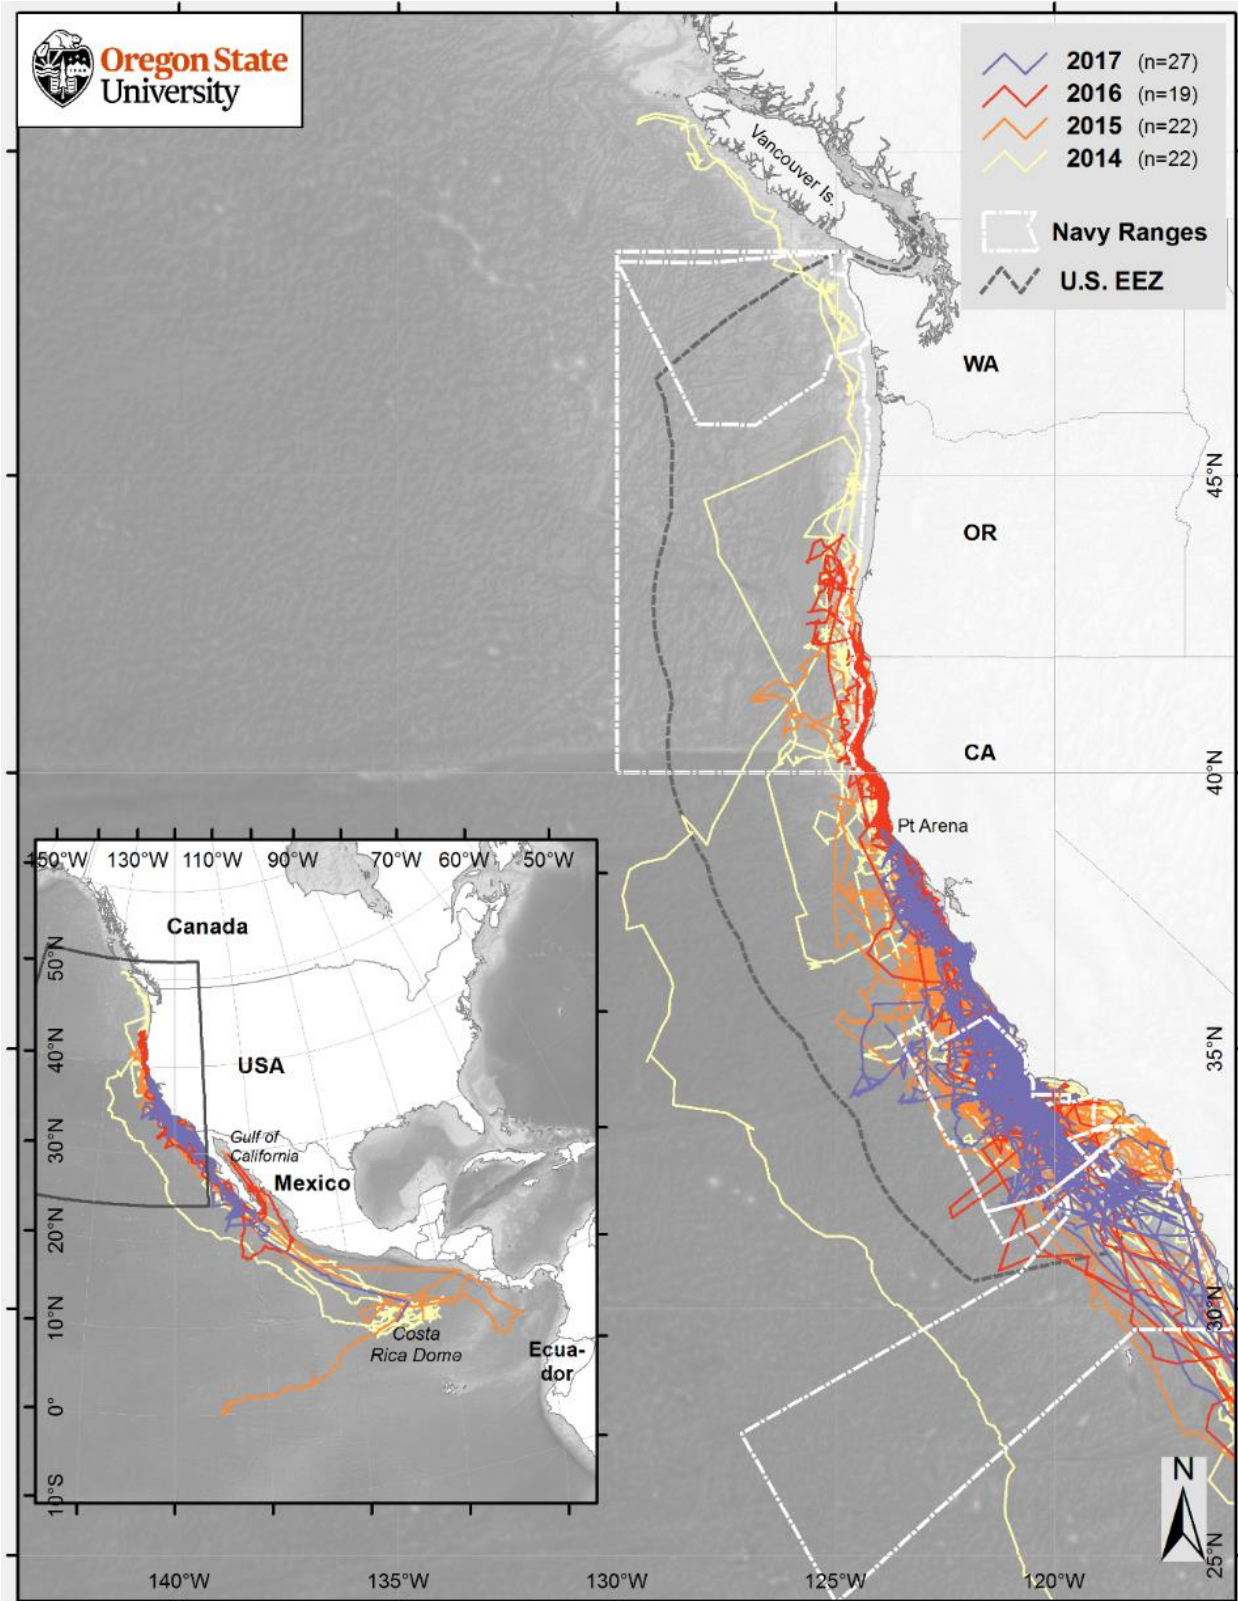 Oregon State
University
2017 (n=27)
2016 (n=19)
2015 (n=22)
2014 (n=22)
Navy Ranges
U.S. EEZ
Vancouver Is.
WA
45°N
OR
CA
40°N
Pt Arena
35°N
30°N
25°N
N
150°W 130°W 110°W 90°W 70°W 60°W 50°W
Canada
50°N
40°N
USA
30°N
Gulf of
California
Mexico
20°N
10°N
Costa
Rica Dome
Ecua-
dor
0°
10°S
140°W 135°W 130°W 125°W 120°W